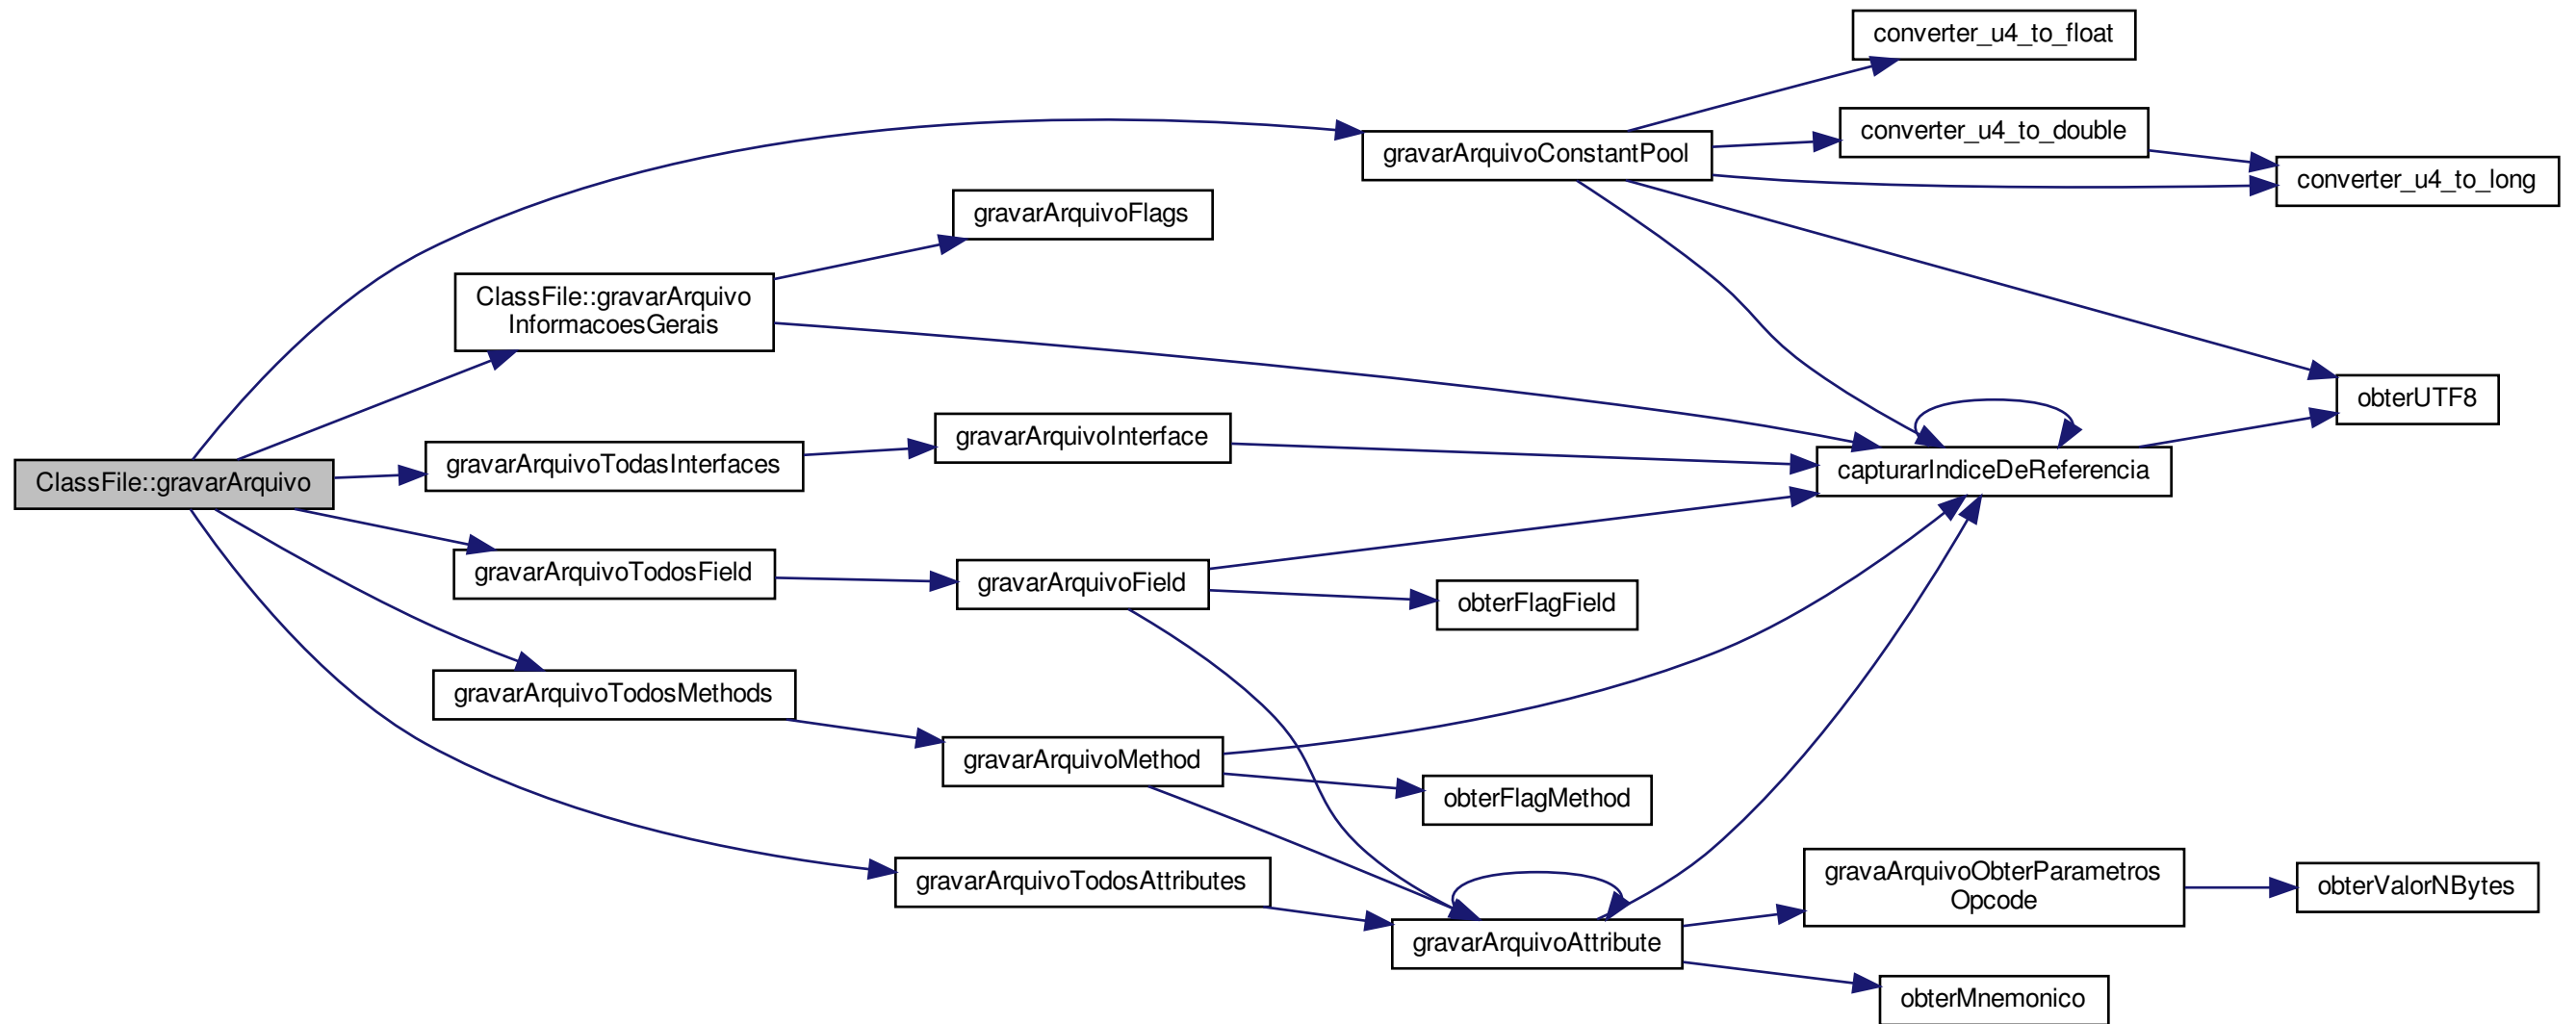 converter_u4_to_float
converter_u4_to_double
gravarArquivoConstantPool
converter_u4_to_long
gravarArquivoFlags
ClassFile::gravarArquivo
InformacoesGerais
obterUTF8
gravarArquivoInterface
gravarArquivoTodasInterfaces
capturarIndiceDeReferencia
ClassFile::gravarArquivo
gravarArquivoTodosField
gravarArquivoField
obterFlagField
gravarArquivoTodosMethods
gravarArquivoMethod
obterFlagMethod
gravarArquivoTodosAttributes
gravaArquivoObterParametros
Opcode
obterValorNBytes
gravarArquivoAttribute
obterMnemonico